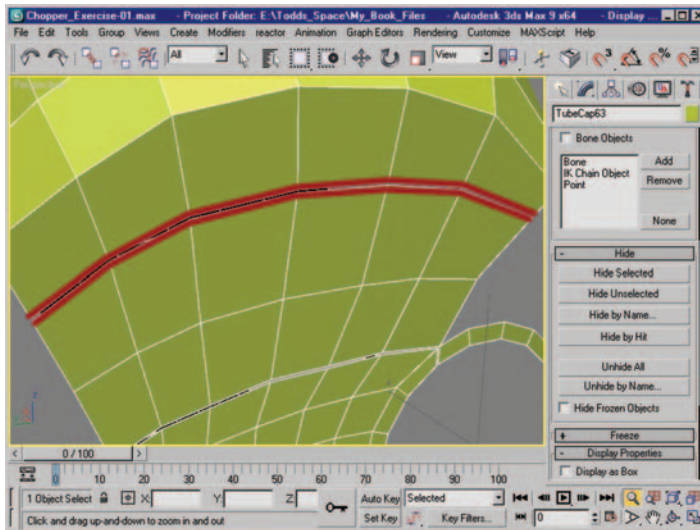 Chopper_Exercise-01.max - Project Folder: E:\Todds_Space\My_Book_Files - Autodesk 3ds Max 9 x64 - Display ...
File Edit Tools Group Views Create Modifiers reactor Animation Graph Editors Rendering Customize MAXScript Help
All
View
3
%
Perspective
TubeCap63
Bone Objects
Bone
IK Chain Object
Point
Add
Remove
None
- Hide
Hide Selected
Hide Unselected
Hide by Name...
Hide by Hit
Unhide All
Unhide by Name...
Hide Frozen Objects
+ Freeze
- Display Properties
Display as Box
z
< 0 / 100 >
0 10 20 30 40 50 60 70 80 90 100
1 Object Select X: Y: Z: Auto Key Selected
Click and drag up-and-down to zoom in and out Set Key Key Filters... 0